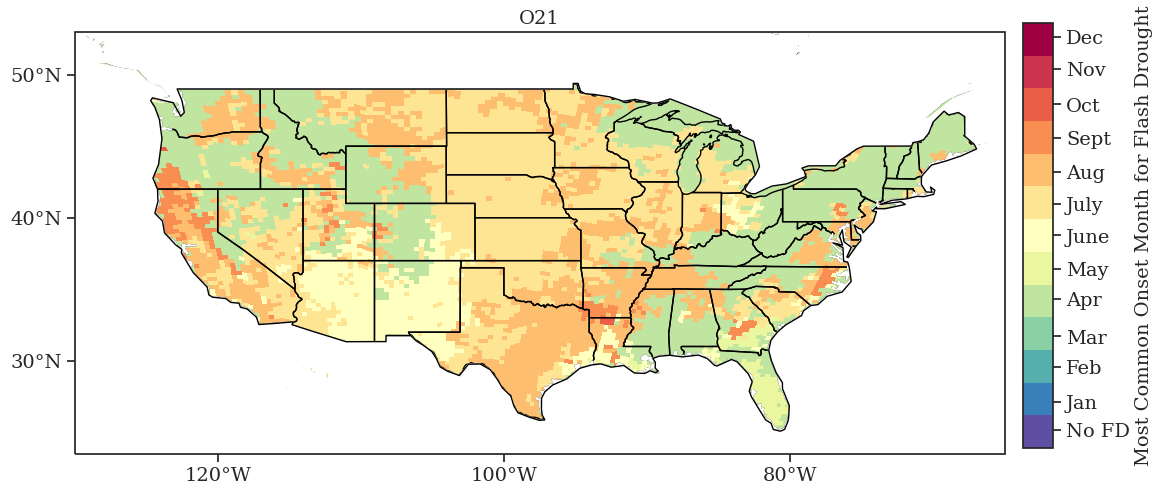 O21
50°N
40°N
30°N
120°W
100°W
80°W
Dec
Nov
Oct
Sept
Aug
July
June
May
Apr
Mar
Feb
Jan
No FD
Most Common Onset Month for Flash Drought